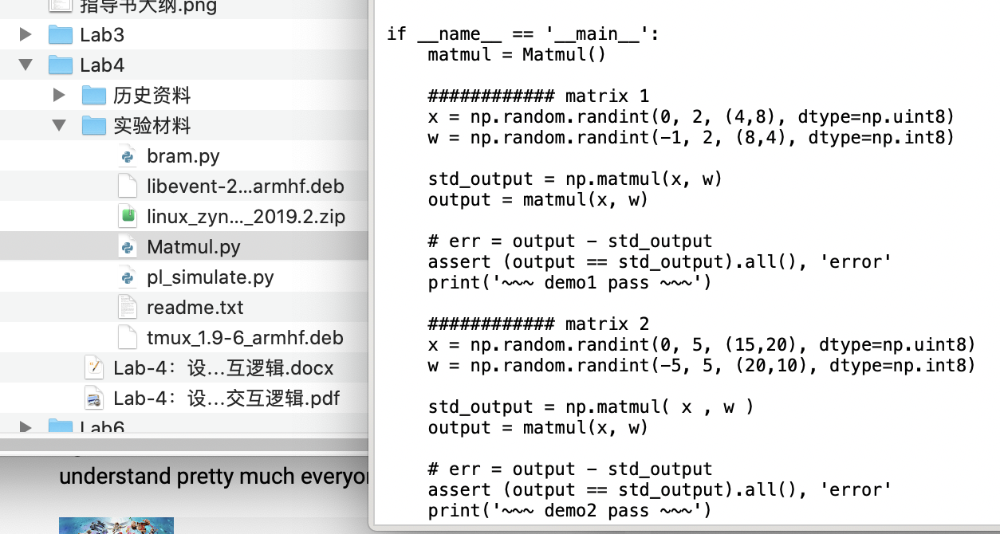 指导书大纲.png
Lab3
Lab4
历史资料
实验材料
bram.py
libevent-2...armhf.deb
linux_zyn..._2019.2.zip
Matmul.py
pl_simulate.py
readme.txt
tmux_1.9-6_armhf.deb
Lab-4：设...互逻辑.docx
Lab-4：设...交互逻辑.pdf
Lab6
understand pretty much
if __name__ == '__main__':
    matmul = Matmul()
    ############ matrix 1
    x = np.random.randint(0, 2, (4,8), dtype=np.uint8)
    w = np.random.randint(-1, 2, (8,4), dtype=np.int8)
    std_output = np.matmul(x, w)
    output = matmul(x, w)
    # err = output - std_output
    assert (output == std_output).all(), 'error'
    print('~~~ demo1 pass ~~~')
    ############ matrix 2
    x = np.random.randint(0, 5, (15,20), dtype=np.uint8)
    w = np.random.randint(-5, 5, (20,10), dtype=np.int8)
    std_output = np.matmul( x , w )
    output = matmul(x, w)
    # err = output - std_output
    assert (output == std_output).all(), 'error'
    print('~~~ demo2 pass ~~~')